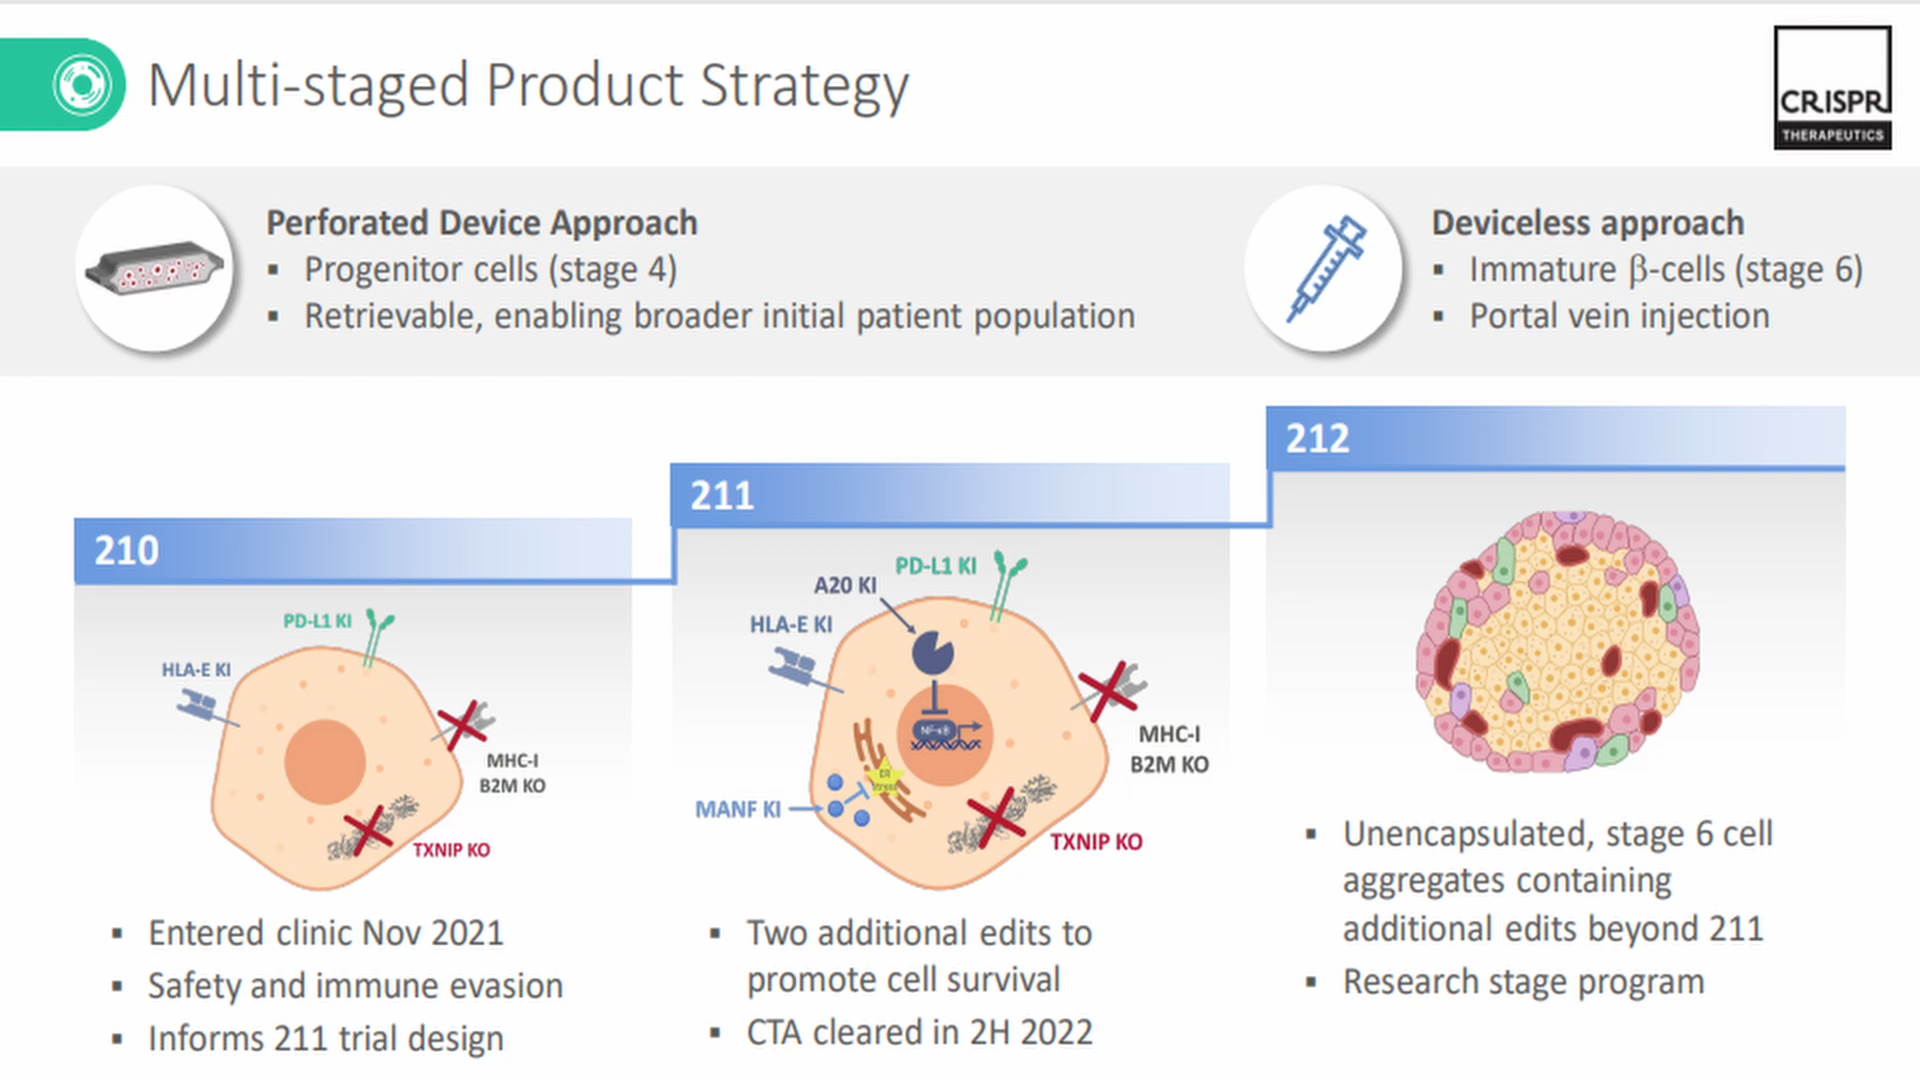 Multi-staged Product Strategy
CRISPR
THERAPEUTICS
Perforated Device Approach
▪ Progenitor cells (stage 4)
▪ Retrievable, enabling broader initial patient population
Deviceless approach
▪ Immature β-cells (stage 6)
▪ Portal vein injection
210
PD-L1 KI
HLA-E KI
MHC-I
B2M KO
TXNIP KO
▪ Entered clinic Nov 2021
▪ Safety and immune evasion
▪ Informs 211 trial design
211
PD-L1 KI
A20 KI
HLA-E KI
NF-κB
MHC-I
B2M KO
ER
Stress
MANF KI
TXNIP KO
▪ Two additional edits to
promote cell survival
▪ CTA cleared in 2H 2022
212
▪ Unencapsulated, stage 6 cell
aggregates containing
additional edits beyond 211
▪ Research stage program